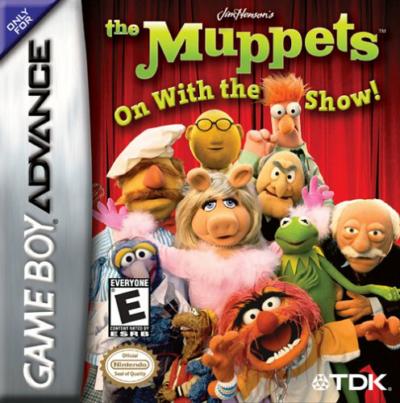 ONLY
FOR
GAME BOY ADVANCE
Jim Henson's
the Muppets™
On With the Show!
EVERYONE
E
CONTENT RATED BY
ESRB
Official
Nintendo
Seal of Quality
TDK